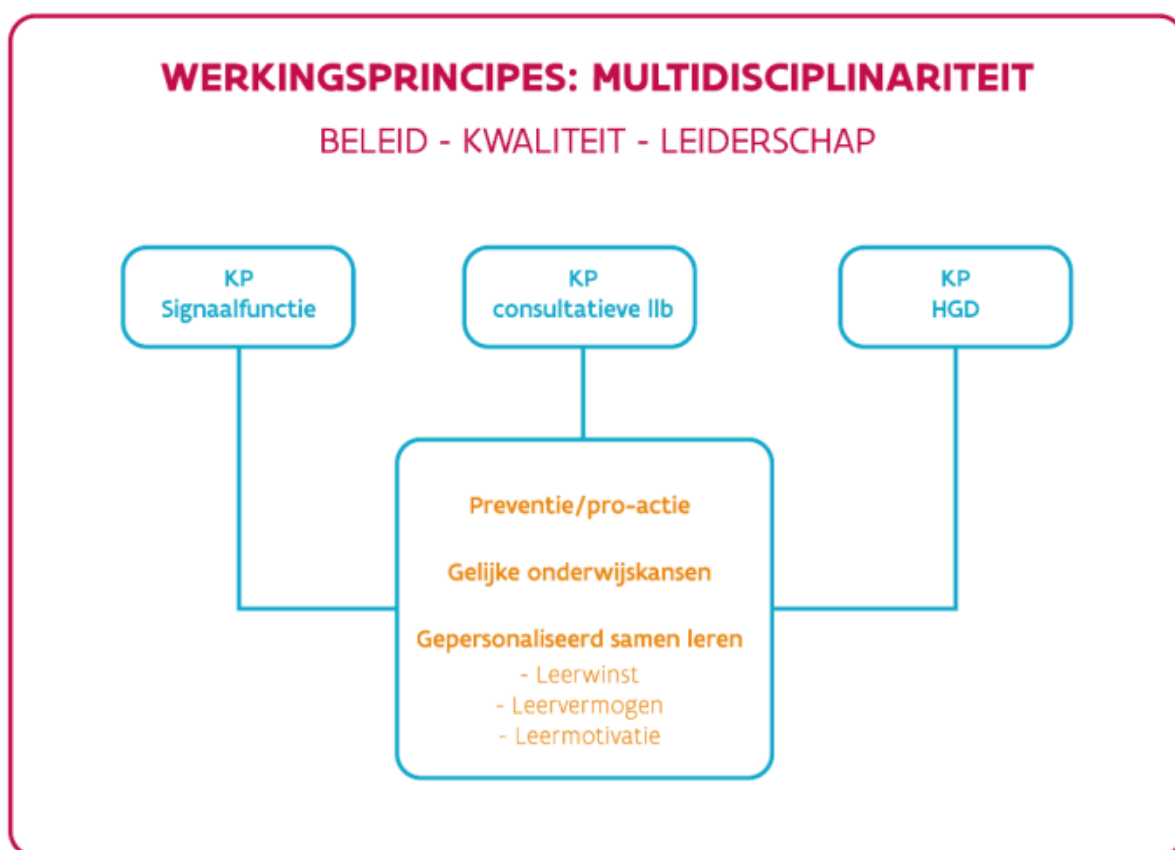 WERKINGSPRINCIPES: MULTIDISCIPLINARITEIT
BELEID - KWALITEIT - LEIDERSCHAP
KP
Signaalfunctie
KP
consultatieve llb
KP
HGD
Preventie/pro-actie
Gelijke onderwijskansen
Gepersonaliseerd samen leren
- Leerwinst
- Leervermogen
- Leermotivatie